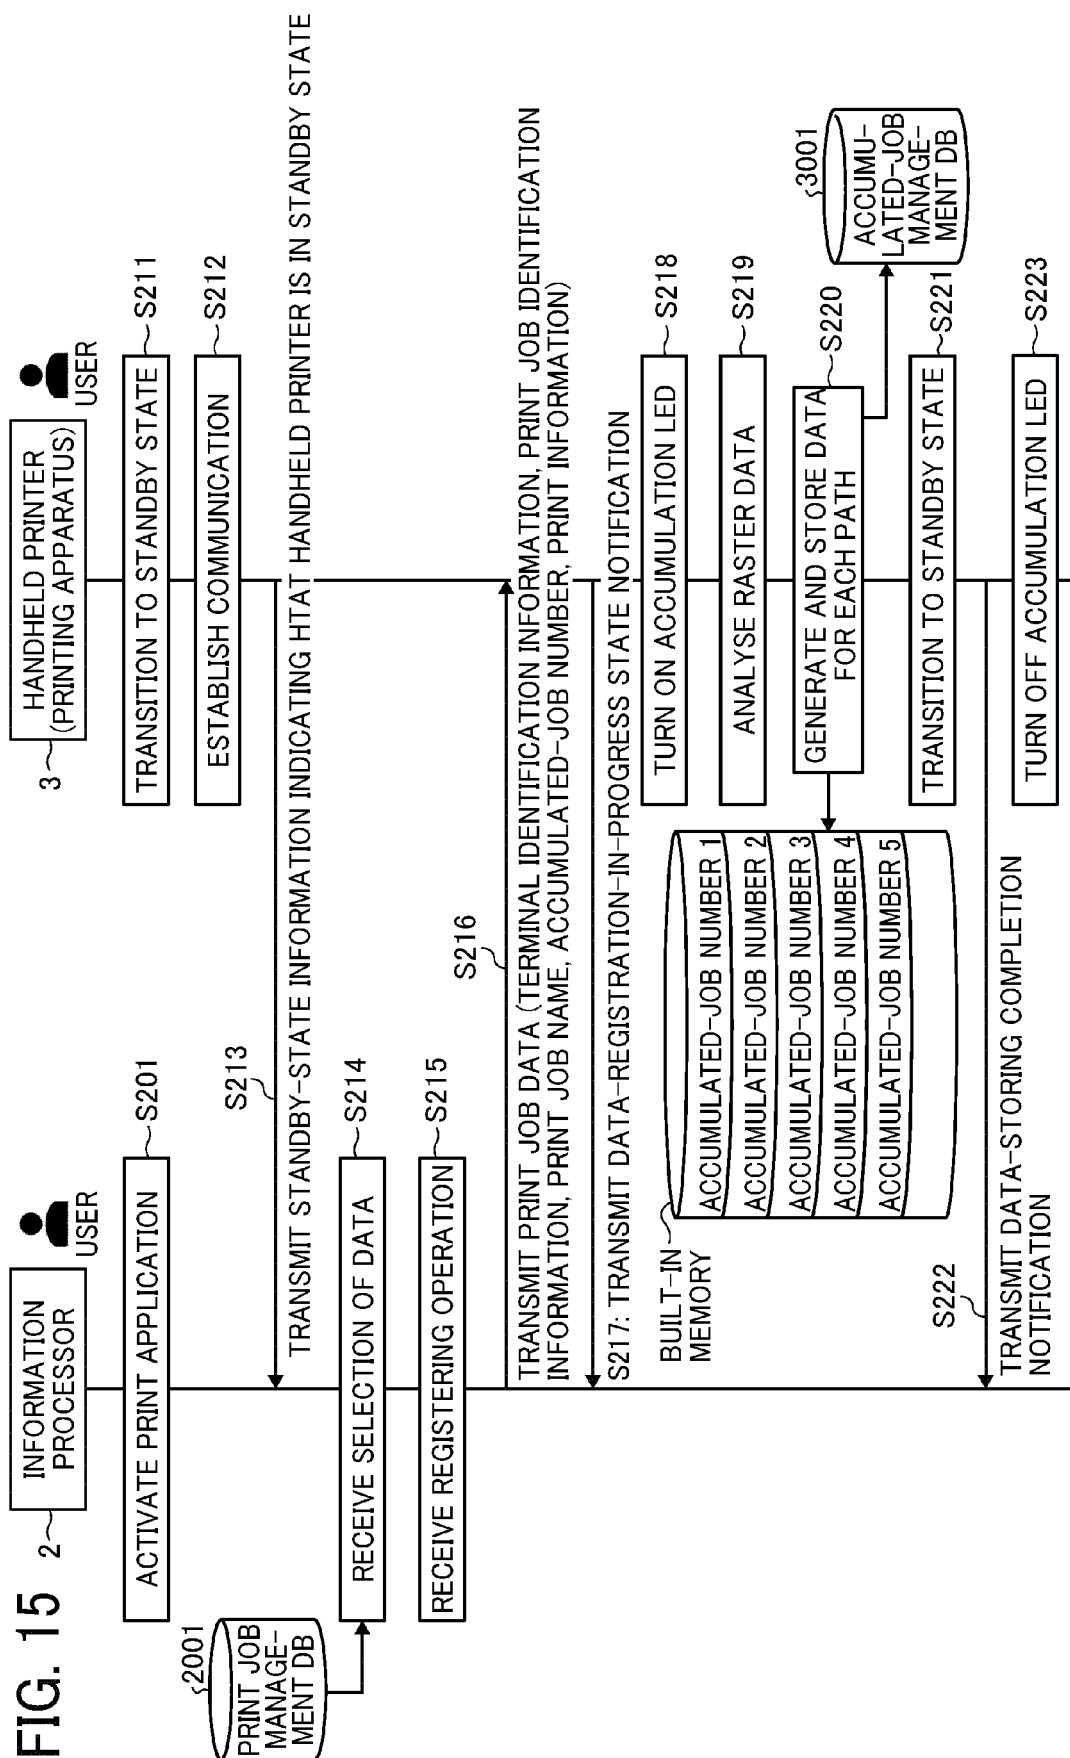 FIG. 15
2
INFORMATION
PROCESSOR
USER
3
HANDHELD PRINTER
(PRINTING APPARATUS)
USER
ACTIVATE PRINT APPLICATION
S201
TRANSITION TO STANDBY STATE
S211
ESTABLISH COMMUNICATION
S212
2001
PRINT JOB
MANAGE-
MENT DB
S213
TRANSMIT STANDBY-STATE INFORMATION INDICATING HTAT HANDHELD PRINTER IS IN STANDBY STATE
RECEIVE SELECTION OF DATA
S214
RECEIVE REGISTERING OPERATION
S215
S216
TRANSMIT PRINT JOB DATA (TERMINAL IDENTIFICATION INFORMATION, PRINT JOB IDENTIFICATION
INFORMATION, PRINT JOB NAME, ACCUMULATED-JOB NUMBER, PRINT INFORMATION)
S217: TRANSMIT DATA-REGISTRATION-IN-PROGRESS STATE NOTIFICATION
TURN ON ACCUMULATION LED
S218
ANALYSE RASTER DATA
S219
GENERATE AND STORE DATA
FOR EACH PATH
S220
BUILT-IN
MEMORY
ACCUMULATED-JOB NUMBER 1
ACCUMULATED-JOB NUMBER 2
ACCUMULATED-JOB NUMBER 3
ACCUMULATED-JOB NUMBER 4
ACCUMULATED-JOB NUMBER 5
3001
ACCUMU-
LATED-JOB
MANAGE-
MENT DB
TRANSITION TO STANDBY STATE
S221
S222
TRANSMIT DATA-STORING COMPLETION
NOTIFICATION
TURN OFF ACCUMULATION LED
S223